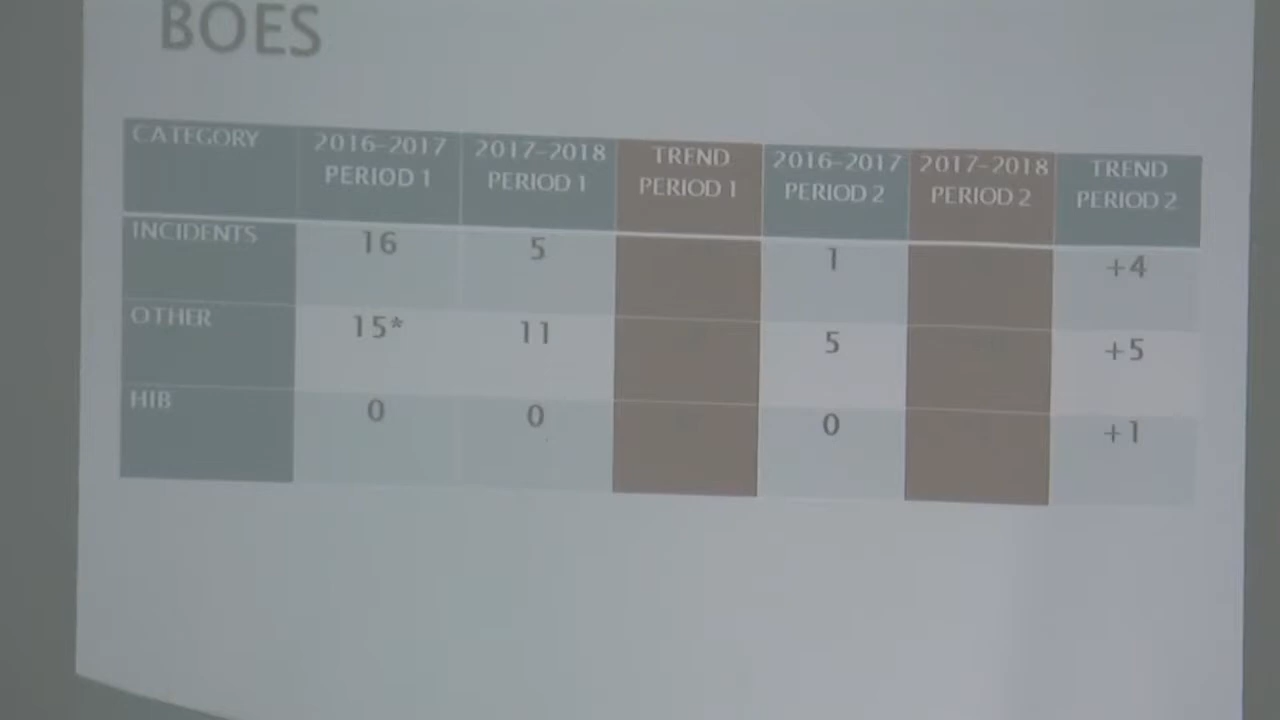 BOES
CATEGORY 2016-2017 PERIOD 1 2017-2018 PERIOD 1 TREND PERIOD 1 2016-2017 PERIOD 2 2017-2018 PERIOD 2 TREND PERIOD 2
INCIDENTS 16 5 1 +4
OTHER 15* 11 5 +5
HIB 0 0 0 +1